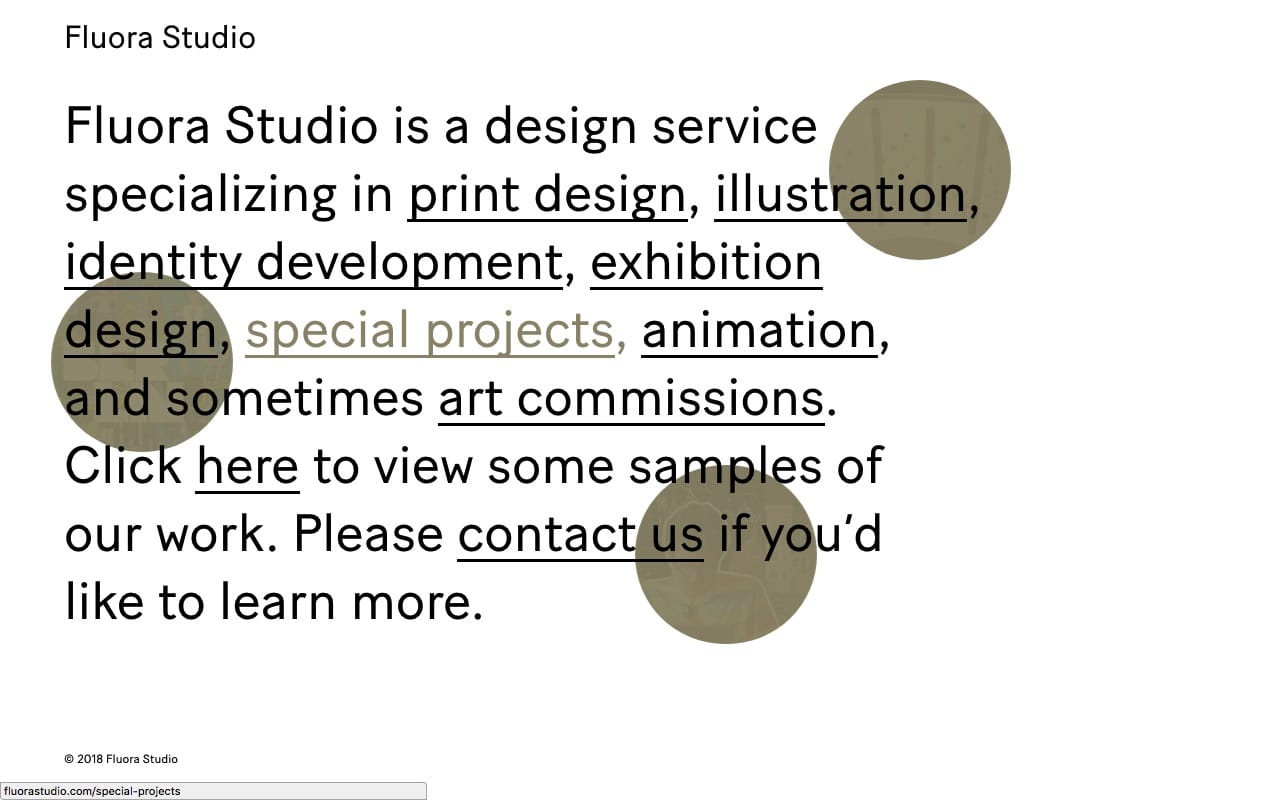 Fluora Studio
Fluora Studio is a design service
specializing in print design, illustration,
identity development, exhibition
design, special projects, animation,
and sometimes art commissions.
Click here to view some samples of
our work. Please contact us if you’d
like to learn more.
© 2018 Fluora Studio
fluorastudio.com/special-projects